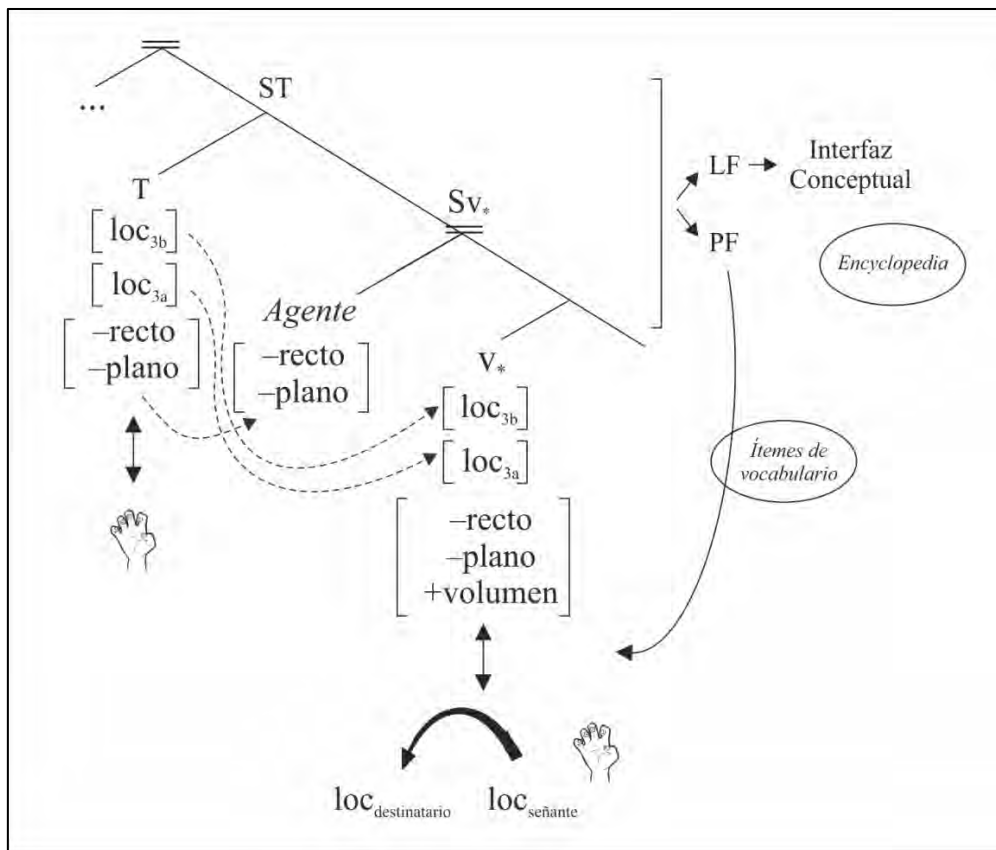 ...
ST
T
[loc3b]
[loc3a]
[–recto
–plano]
Sv*
Agente
[–recto
–plano]
v*
[loc3b]
[loc3a]
[–recto
–plano
+volumen]
locdestinatario
locseñante
LF
Interfaz
Conceptual
PF
Encyclopedia
Ítemes de
vocabulario